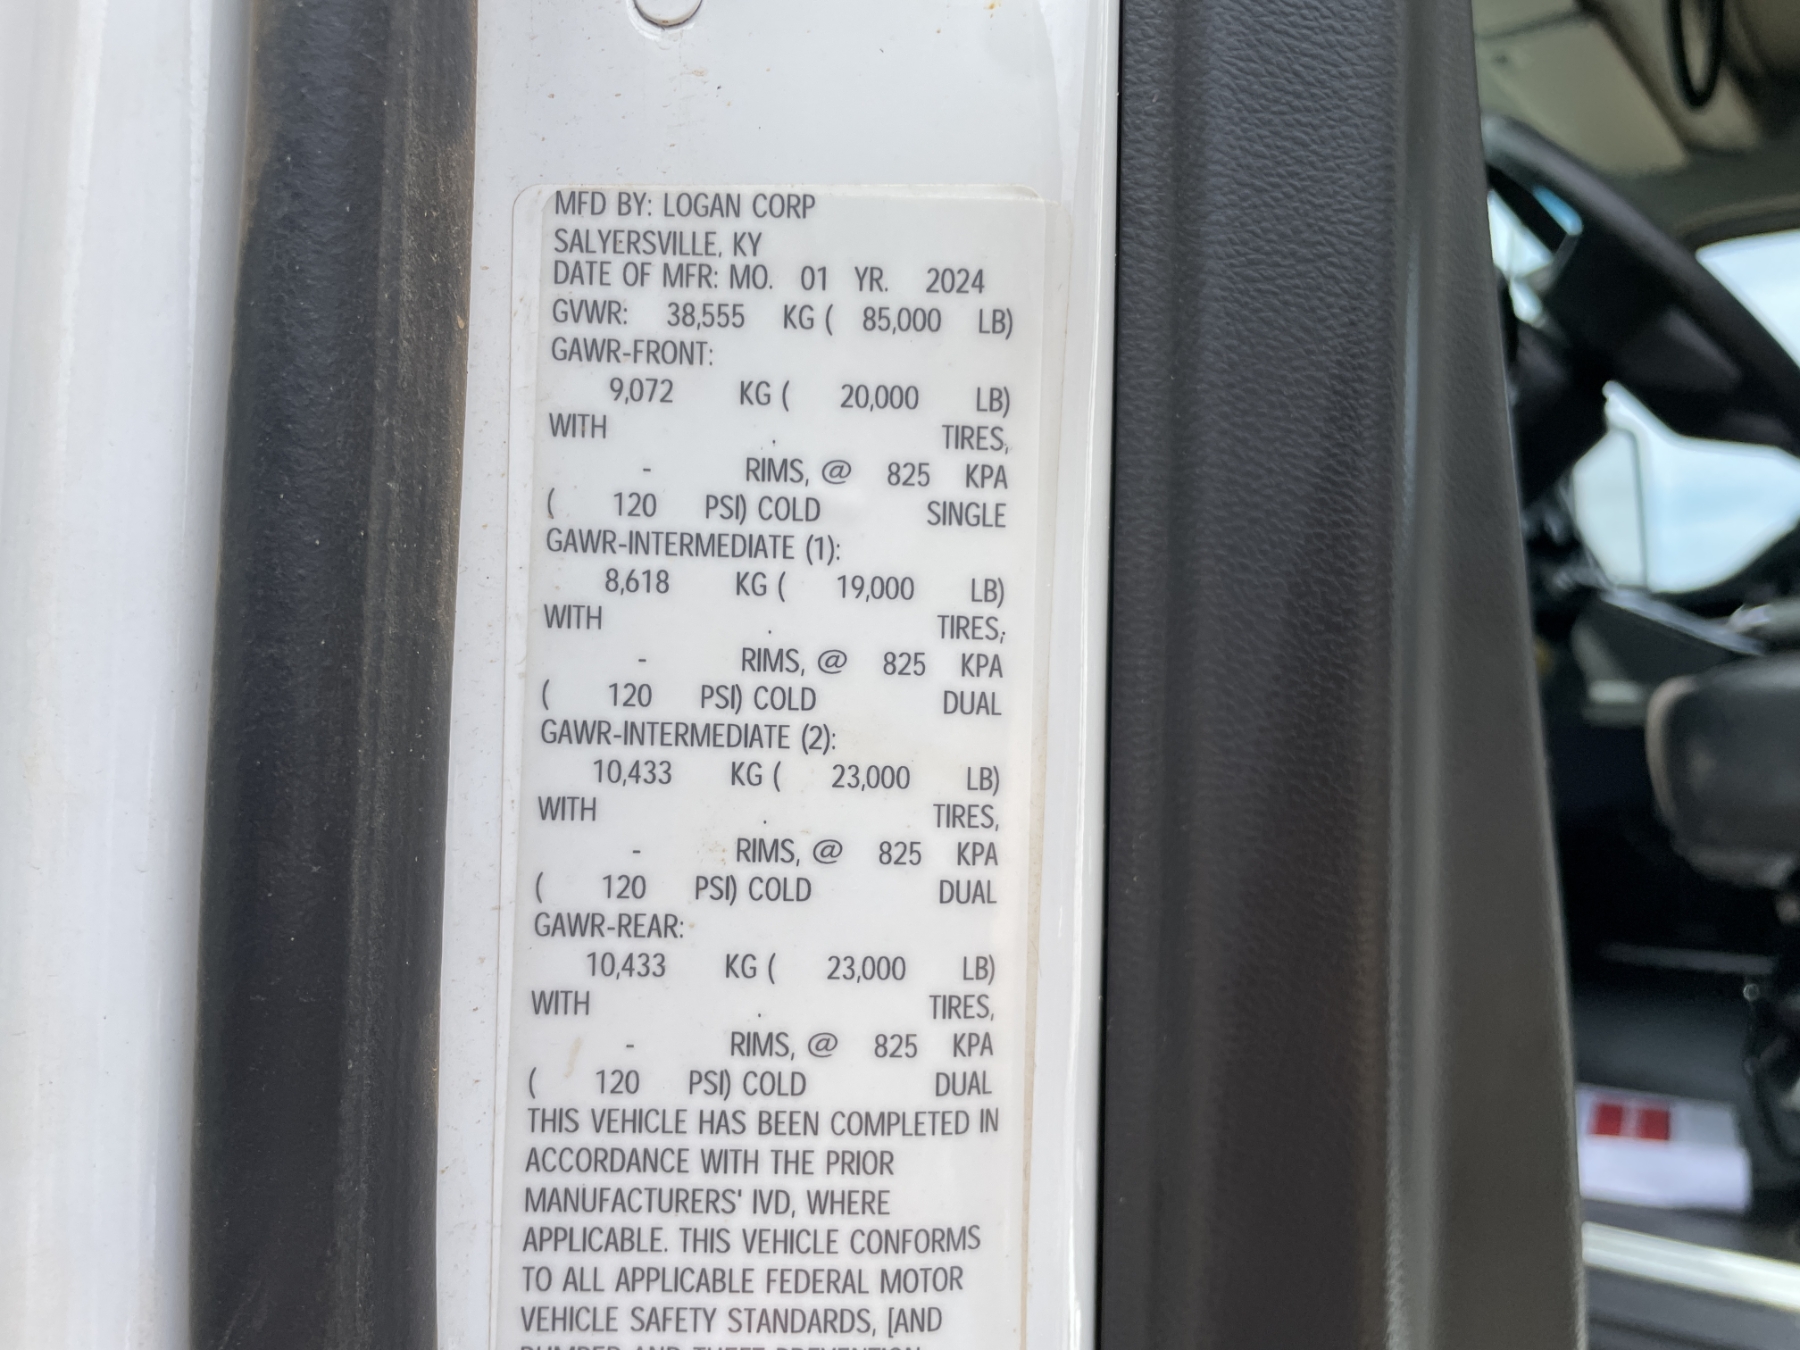 MFD BY: LOGAN CORP
SALYERSVILLE, KY
DATE OF MFR: MO. 01 YR. 2024
GVWR: 38,555 KG ( 85,000 LB)
GAWR-FRONT:
9,072 KG ( 20,000 LB)
WITH . TIRES,
- RIMS, @ 825 KPA
( 120 PSI) COLD SINGLE
GAWR-INTERMEDIATE (1):
8,618 KG ( 19,000 LB)
WITH . TIRES,
- RIMS, @ 825 KPA
( 120 PSI) COLD DUAL
GAWR-INTERMEDIATE (2):
10,433 KG ( 23,000 LB)
WITH . TIRES,
- RIMS, @ 825 KPA
( 120 PSI) COLD DUAL
GAWR-REAR:
10,433 KG ( 23,000 LB)
WITH . TIRES,
- RIMS, @ 825 KPA
( 120 PSI) COLD DUAL
THIS VEHICLE HAS BEEN COMPLETED IN
ACCORDANCE WITH THE PRIOR
MANUFACTURERS' IVD, WHERE
APPLICABLE. THIS VEHICLE CONFORMS
TO ALL APPLICABLE FEDERAL MOTOR
VEHICLE SAFETY STANDARDS, [AND